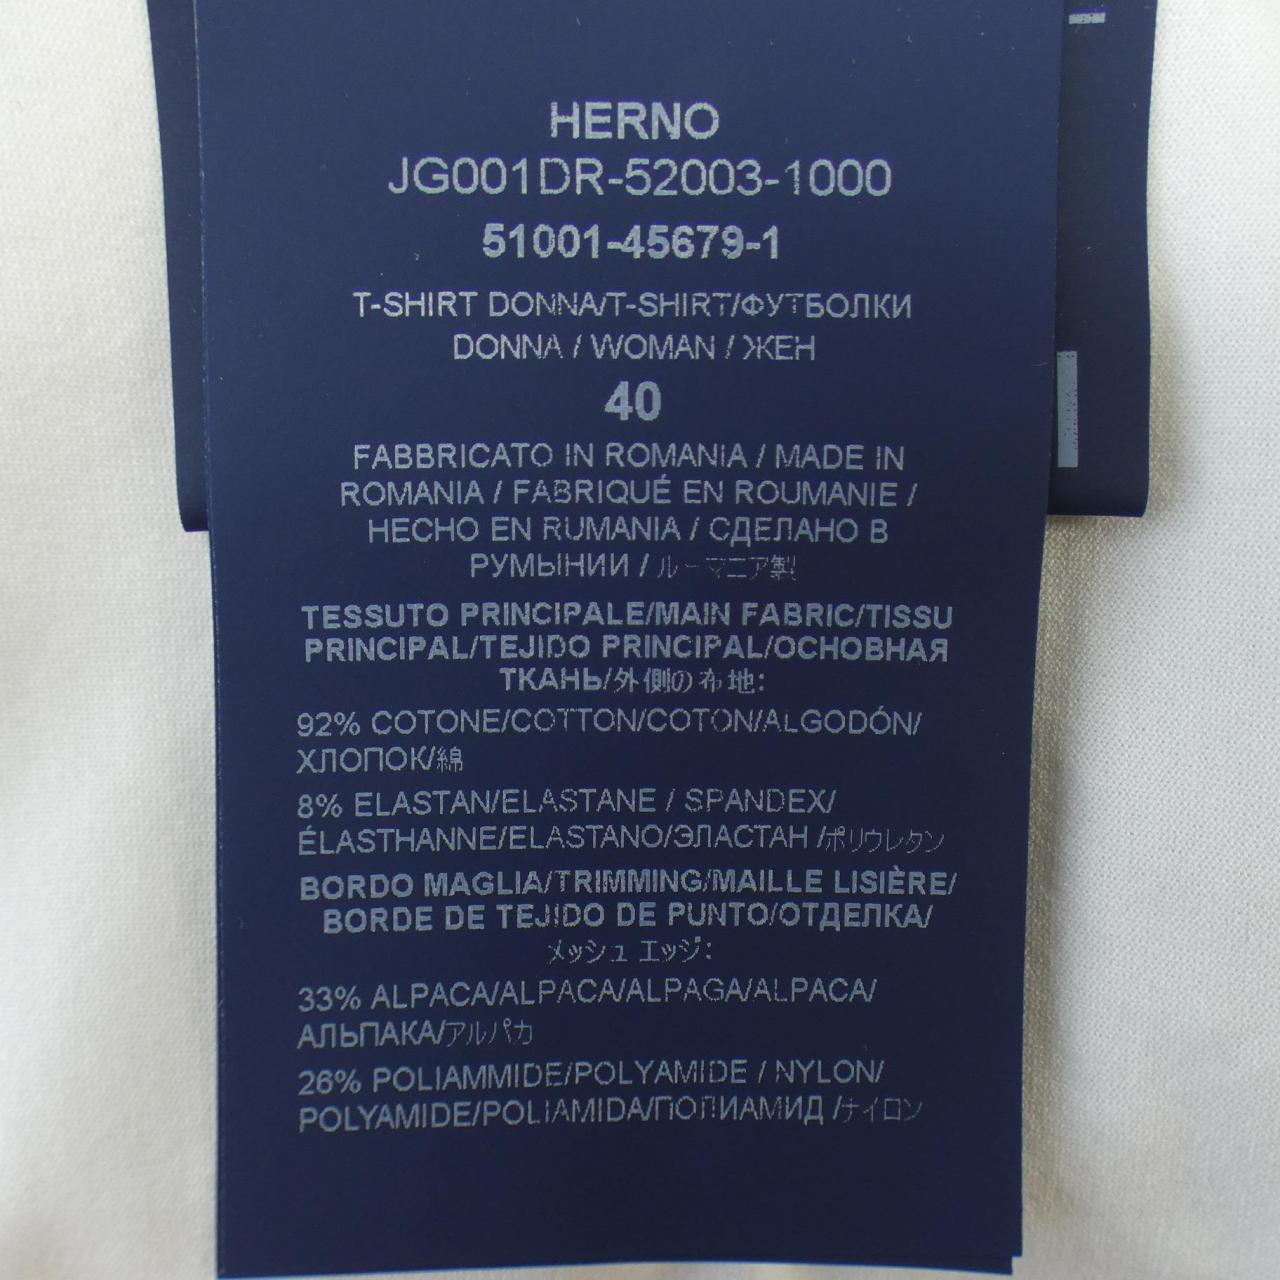 HERNO
JG001DR-52003-1000
51001-45679-1
T-SHIRT DONNA/T-SHIRT/ФУТБОЛКИ
DONNA / WOMAN / ЖЕН
40
FABBRICATO IN ROMANIA / MADE IN
ROMANIA / FABRIQUÉ EN ROUMANIE /
HECHO EN RUMANIA / СДЕЛАНО В
РУМЫНИИ / ルーマニア製
TESSUTO PRINCIPALE/MAIN FABRIC/TISSU
PRINCIPAL/TEJIDO PRINCIPAL/ОСНОВНАЯ
ТКАНЬ/外側の布地:
92% COTONE/COTTON/COTON/ALGODÓN/
ХЛОПОК/綿
8% ELASTAN/ELASTANE / SPANDEX/
ÉLASTHANNE/ELASTANO/ЭЛАСТАН /ポリウレタン
BORDO MAGLIA/TRIMMING/MAILLE LISIÈRE/
BORDE DE TEJIDO DE PUNTO/ОТДЕЛКА/
メッシュ エッジ:
33% ALPACA/ALPACA/ALPAGA/ALPACA/
АЛЬПАКА/アルパカ
26% POLIAMMIDE/POLYAMIDE / NYLON/
POLYAMIDE/POLIAMIDA/ПОЛИАМИД /ナイロン